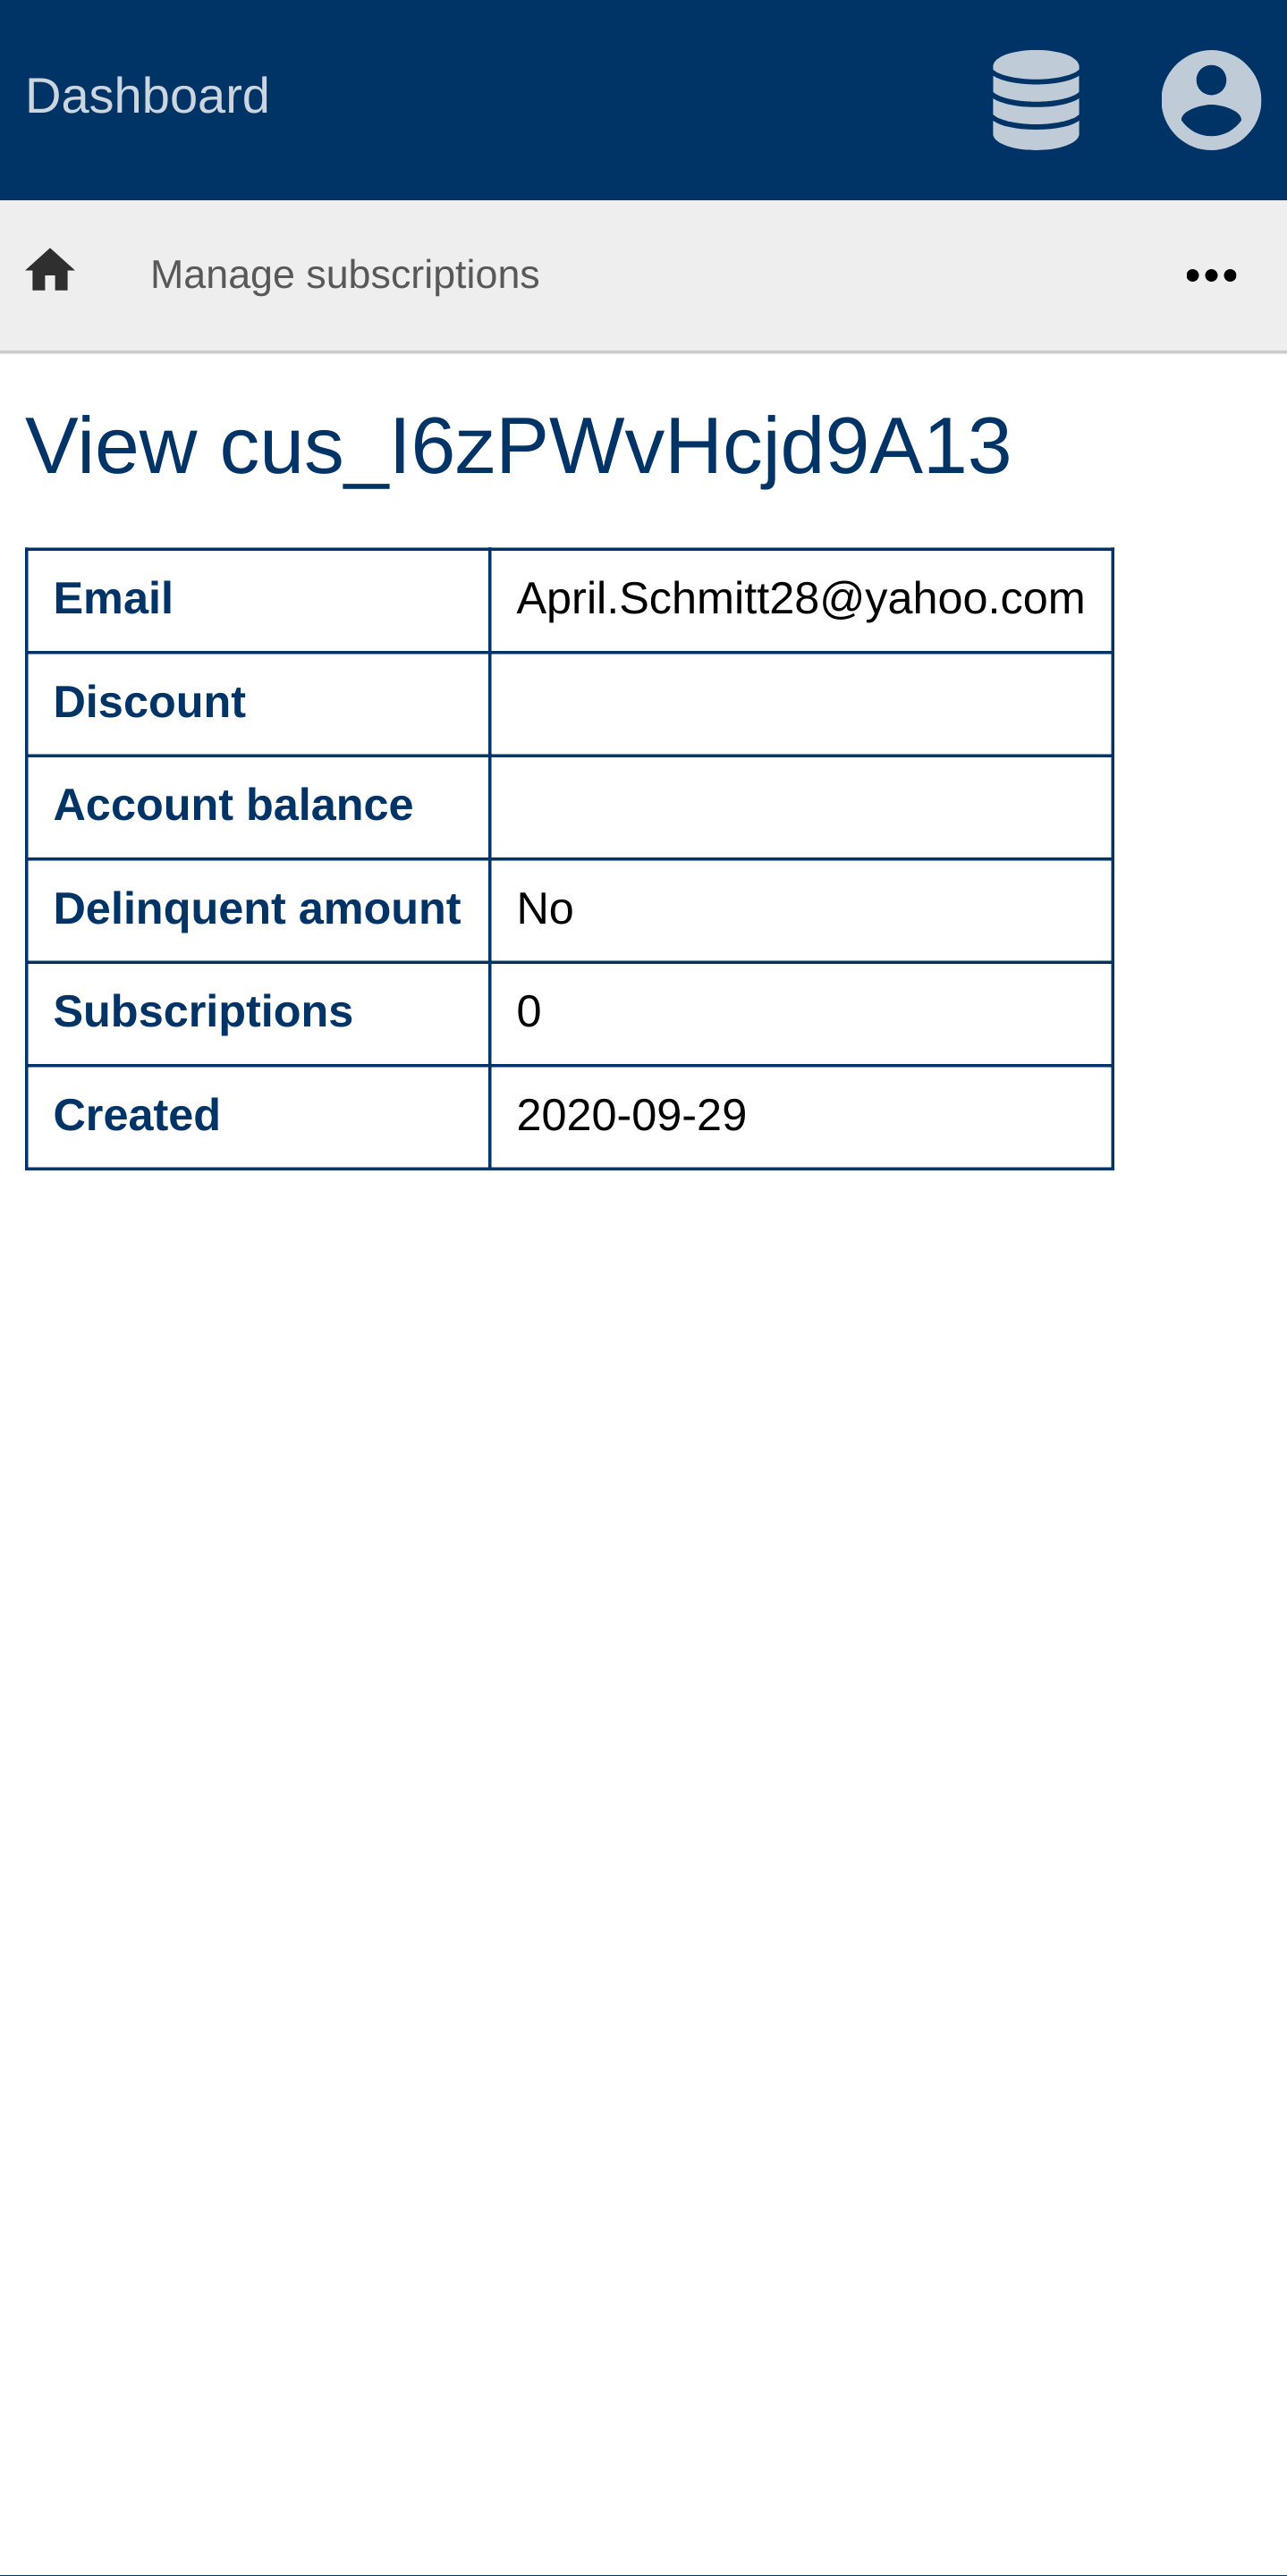 Dashboard
Manage subscriptions
View cus_I6zPWvHcjd9A13
Email April.Schmitt28@yahoo.com
Discount
Account balance
Delinquent amount No
Subscriptions 0
Created 2020-09-29